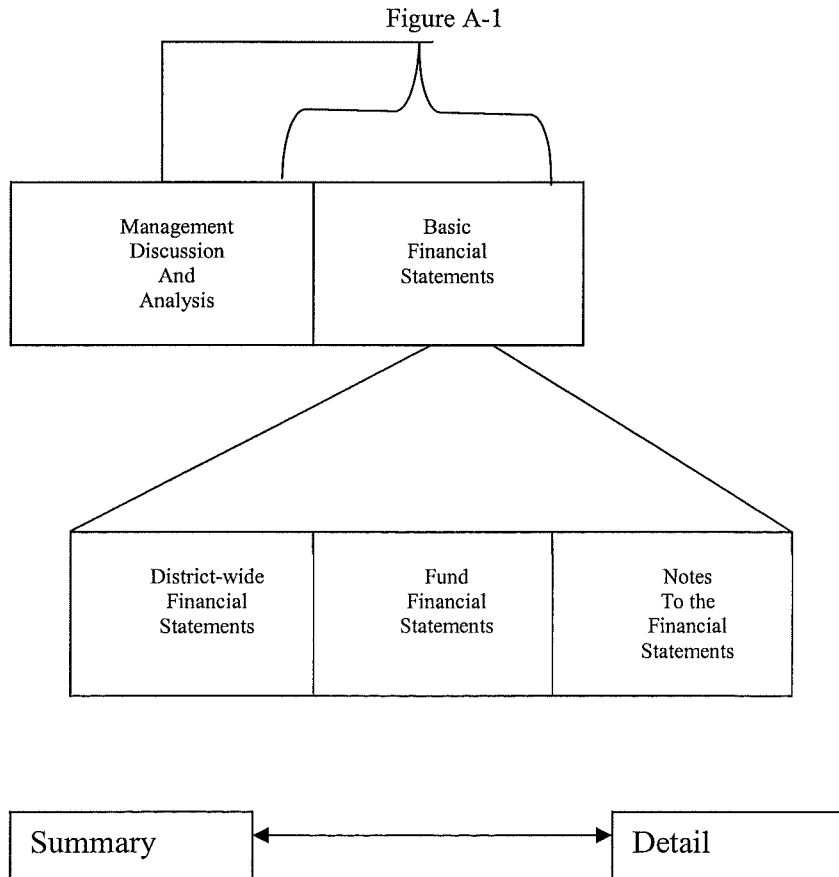 Figure A-1
Management
Discussion
And
Analysis
Basic
Financial
Statements
District-wide
Financial
Statements
Fund
Financial
Statements
Notes
To the
Financial
Statements
Summary
Detail